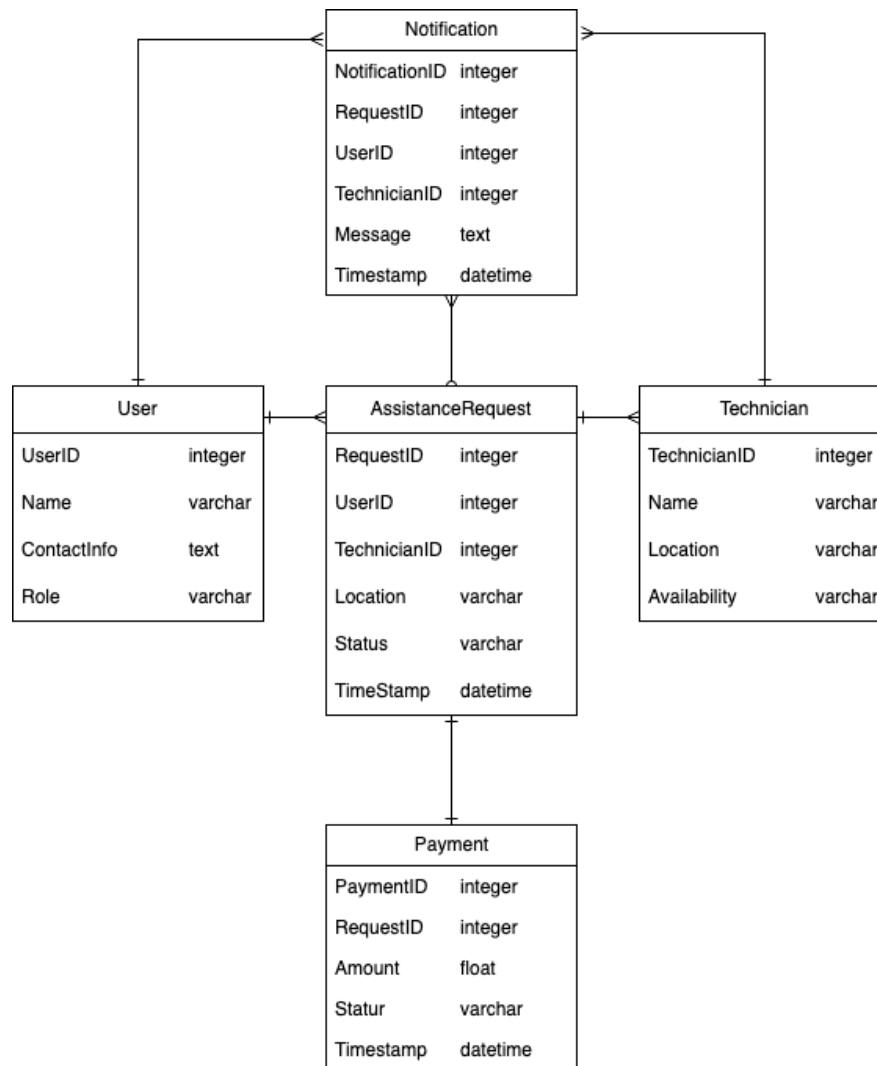 Notification
NotificationID integer
RequestID integer
UserID integer
TechnicianID integer
Message text
Timestamp datetime
User
UserID integer
Name varchar
ContactInfo text
Role varchar
AssistanceRequest
RequestID integer
UserID integer
TechnicianID integer
Location varchar
Status varchar
TimeStamp datetime
Technician
TechnicianID integer
Name varchar
Location varchar
Availability varchar
Payment
PaymentID integer
RequestID integer
Amount float
Statur varchar
Timestamp datetime